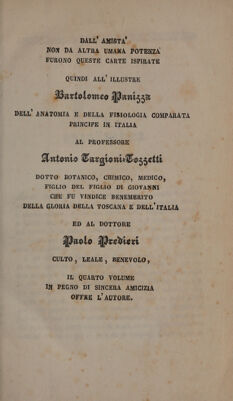 DALL' AMISTA'
NON DA ALTRA UMANA POTENZA
FURONO QUESTE CARTE ISPIRATE
QUINDI ALL' ILLUSTRE
Bartolomeo Panizza
DELL' ANATOMIA E DELLA FISIOLOGIA COMPARATA
PRINCIPE IN ITALIA
AL PROFESSORE
Antonio Targioni-Tozzetti
DOTTO BOTANICO, CHIMICO, MEDICO,
FIGLIO DEL FIGLIO DI GIOVANNI
CHE FU VINDICE BENEMERITO
DELLA GLORIA DELLA TOSCANA E DELL' ITALIA
ED AL DOTTORE
Paolo Predieri
CULTO, LEALE, BENEVOLO,
IL QUARTO VOLUME
IN PEGNO DI SINCERA AMICIZIA
OFFRE L'AUTORE.